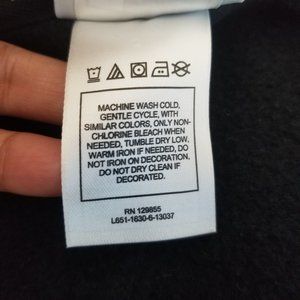 MACHINE WASH COLD,
GENTLE CYCLE, WITH
SIMILAR COLORS, ONLY NON-
CHLORINE BLEACH WHEN
NEEDED, TUMBLE DRY LOW,
WARM IRON IF NEEDED. DO
NOT IRON ON DECORATION.
DO NOT DRY CLEAN IF
DECORATED.
RN 129855
L651-1630-6-13037